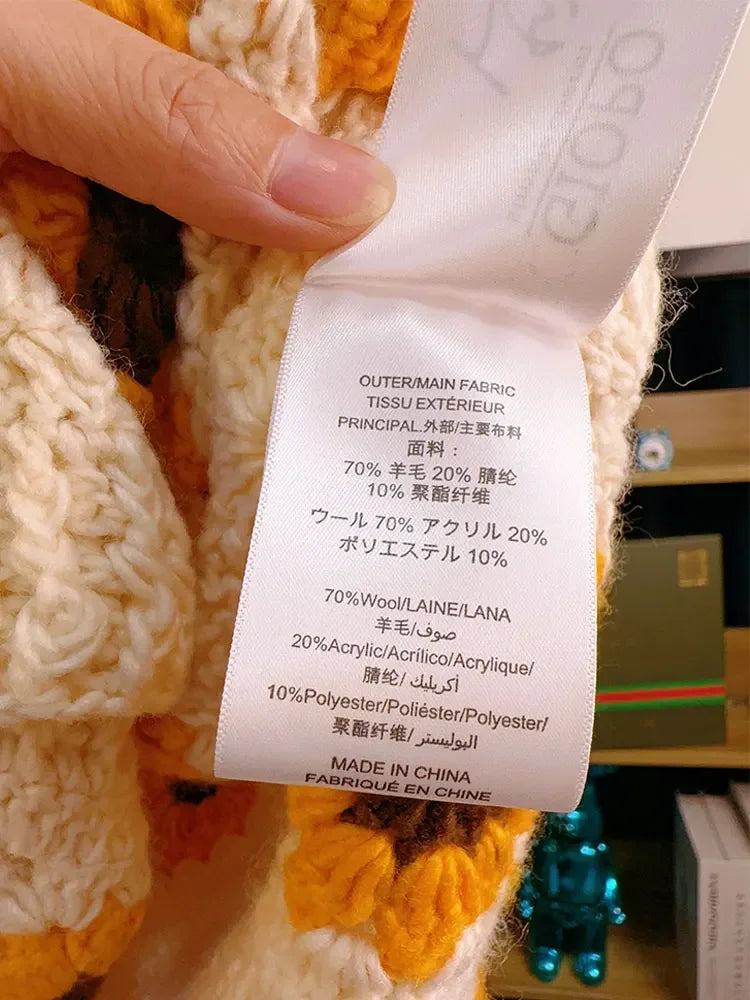 OUTER/MAIN FABRIC
TISSU EXTÉRIEUR
PRINCIPAL.外部/主要布料
面料：
70% 羊毛 20% 腈纶
10% 聚酯纤维
ウール 70% アクリル 20%
ポリエステル 10%
70%Wool/LAINE/LANA
羊毛/صوف
20%Acrylic/Acrílico/Acrylique/
腈纶/أكريليك
10%Polyester/Poliéster/Polyester/
聚酯纤维/البوليستر
MADE IN CHINA
FABRIQUÉ EN CHINE